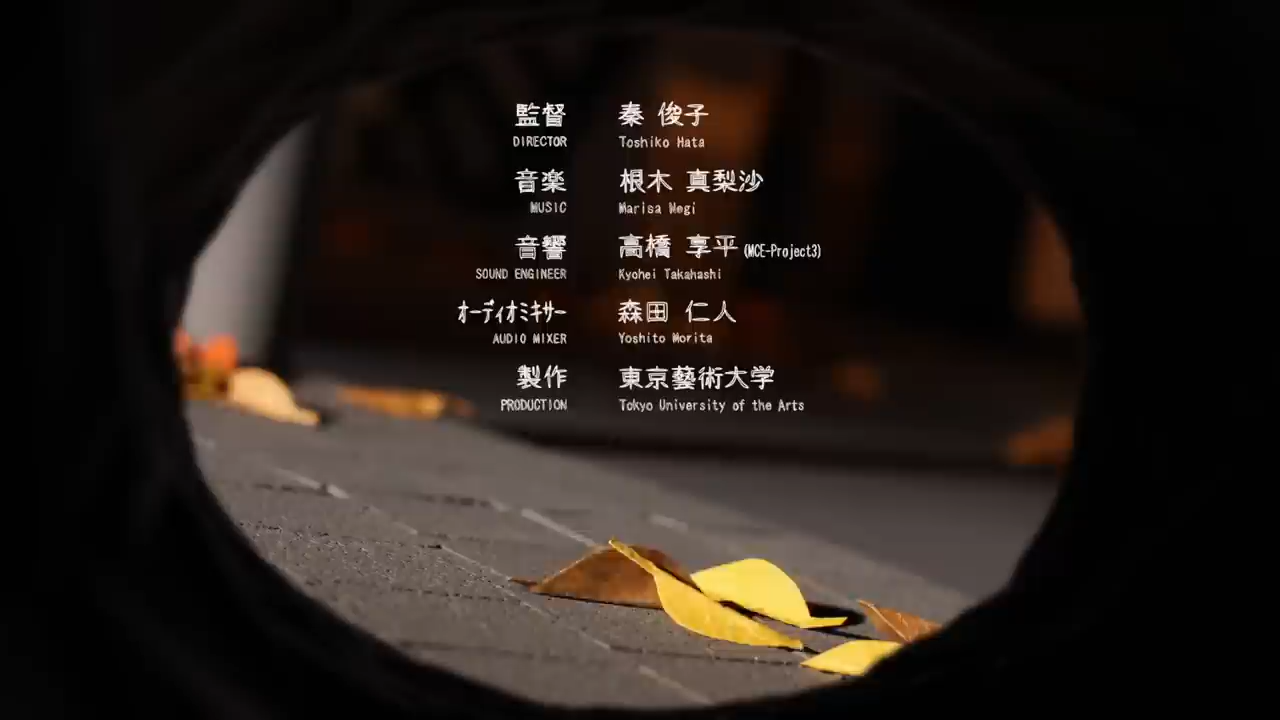 監督 秦 俊子
DIRECTOR Toshiko Hata
音楽 根木 真梨沙
MUSIC Marisa Negi
音響 高橋 享平 (MCE-Project3)
SOUND ENGINEER Kyohei Takahashi
オーディオミキサー 森田 仁人
AUDIO MIXER Yoshito Morita
製作 東京藝術大学
PRODUCTION Tokyo University of the Arts